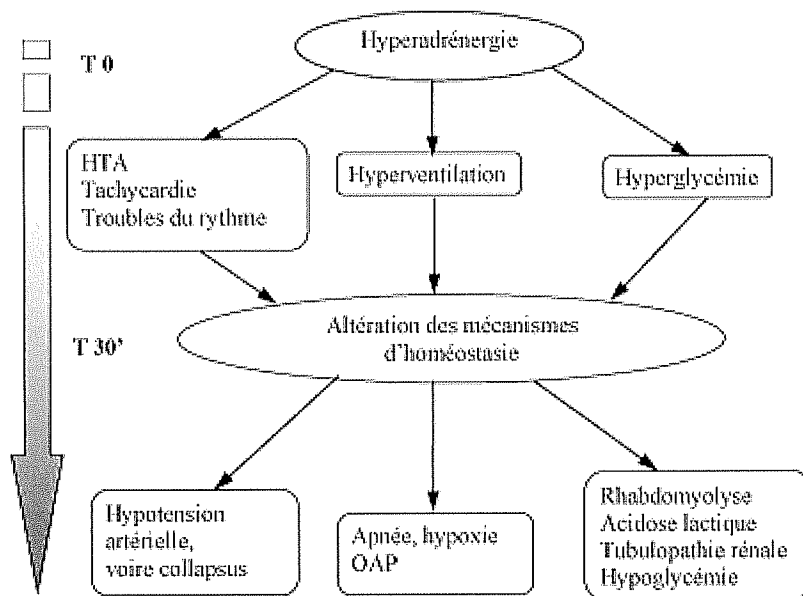 Hyperadrénergie
T 0
HTA
Tachycardie
Troubles du rythme
Hyperventilation
Hyperglycémie
Altération des mécanismes
d'homéostasie
T 30'
Hypotension
artérielle,
voire collapsus
Apnée, hypoxie
OAP
Rhabdomyolyse
Acidose lactique
Tubulopathie rénale
Hypoglycémie